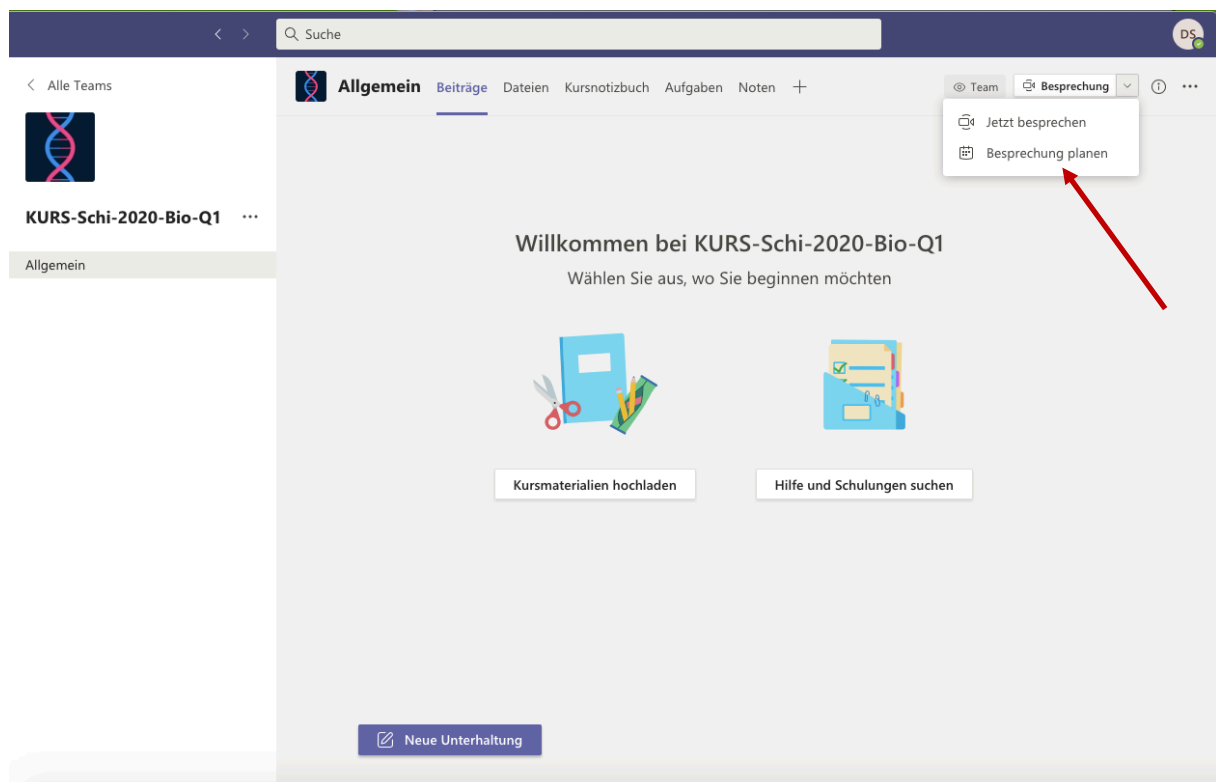 Suche
DS
Alle Teams
KURS-Schi-2020-Bio-Q1
Allgemein
Allgemein Beiträge Dateien Kursnotizbuch Aufgaben Noten
Team Besprechung
Jetzt besprechen
Besprechung planen
Willkommen bei KURS-Schi-2020-Bio-Q1
Wählen Sie aus, wo Sie beginnen möchten
Kursmaterialien hochladen
Hilfe und Schulungen suchen
Neue Unterhaltung